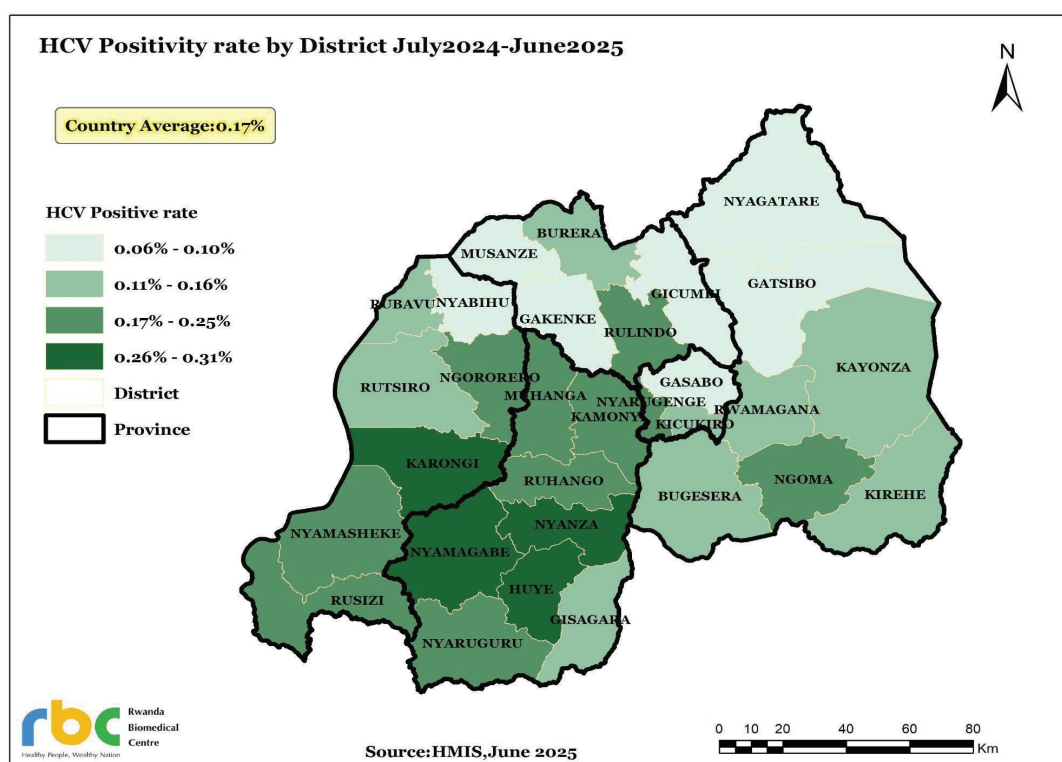 HCV Positivity rate by District July2024-June2025
N
Country Average:0.17%
HCV Positive rate
0.06% - 0.10%
0.11% - 0.16%
0.17% - 0.25%
0.26% - 0.31%
District
Province
NYAGATARE
BURERA
MUSANZE
GATSIBO
RUBAVU
NYABIHU
GICUMBI
GAKENKE
RULINDO
KAYONZA
NGORORERO
GASABO
RUTSIRO
MUHANGA
NYARUGENGE
RWAMAGANA
KAMONY
KICUKIRO
KARONGI
RUHANGO
NGOMA
BUGESERA
KIREHE
NYANZA
NYAMASHEKE
NYAMAGABE
HUYE
RUSIZI
GISAGARA
NYARUGURU
rbc
Rwanda
Biomedical
Centre
Healthy People, Wealthy Nation
Source:HMIS,June 2025
0 5 10 20 40 60 80
Km